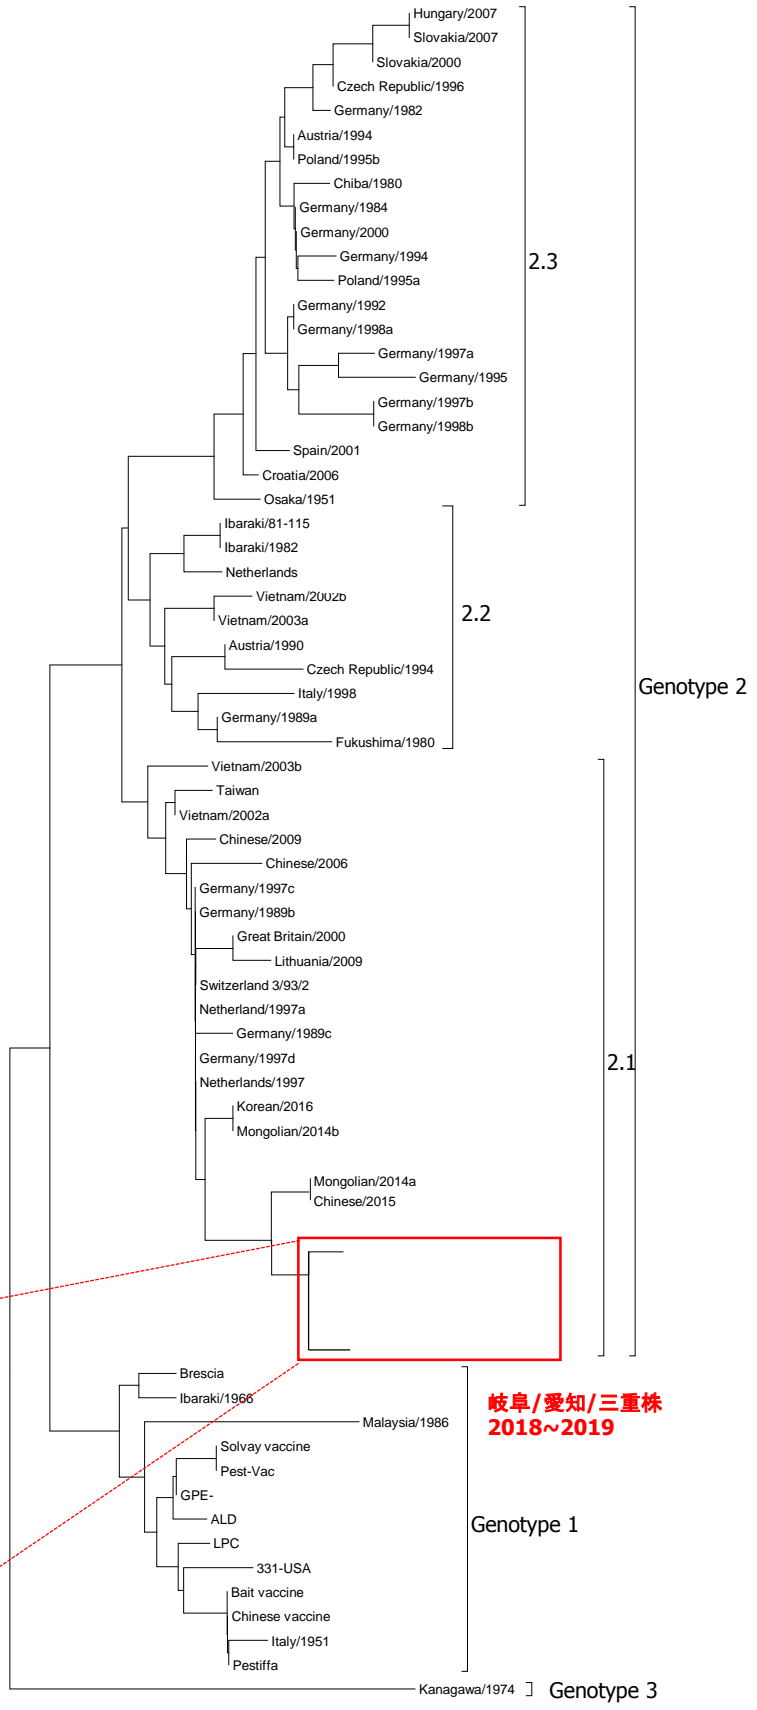 Hungary/2007
Slovakia/2007
Slovakia/2000
Czech Republic/1996
Germany/1982
Austria/1994
Poland/1995b
Chiba/1980
Germany/1984
Germany/2000
Germany/1994
2.3
Poland/1995a
Germany/1992
Germany/1998a
Germany/1997a
Germany/1995
Germany/1997b
Germany/1998b
Spain/2001
Croatia/2006
Osaka/1951
Ibaraki/81-115
Ibaraki/1982
Netherlands
Vietnam/2002b
2.2
Vietnam/2003a
Austria/1990
Czech Republic/1994
Genotype 2
Italy/1998
Germany/1989a
Fukushima/1980
Vietnam/2003b
Taiwan
Vietnam/2002a
Chinese/2009
Chinese/2006
Germany/1997c
Germany/1989b
Great Britain/2000
Lithuania/2009
Switzerland 3/93/2
Netherland/1997a
Germany/1989c
Germany/1997d
2.1
Netherlands/1997
Korean/2016
Mongolian/2014b
Mongolian/2014a
Chinese/2015
Brescia
Ibaraki/1966
岐阜/愛知/三重株
2018~2019
Malaysia/1986
Solvay vaccine
Pest-Vac
GPE-
ALD
Genotype 1
LPC
331-USA
Bait vaccine
Chinese vaccine
Italy/1951
Pestiffa
Kanagawa/1974
Genotype 3